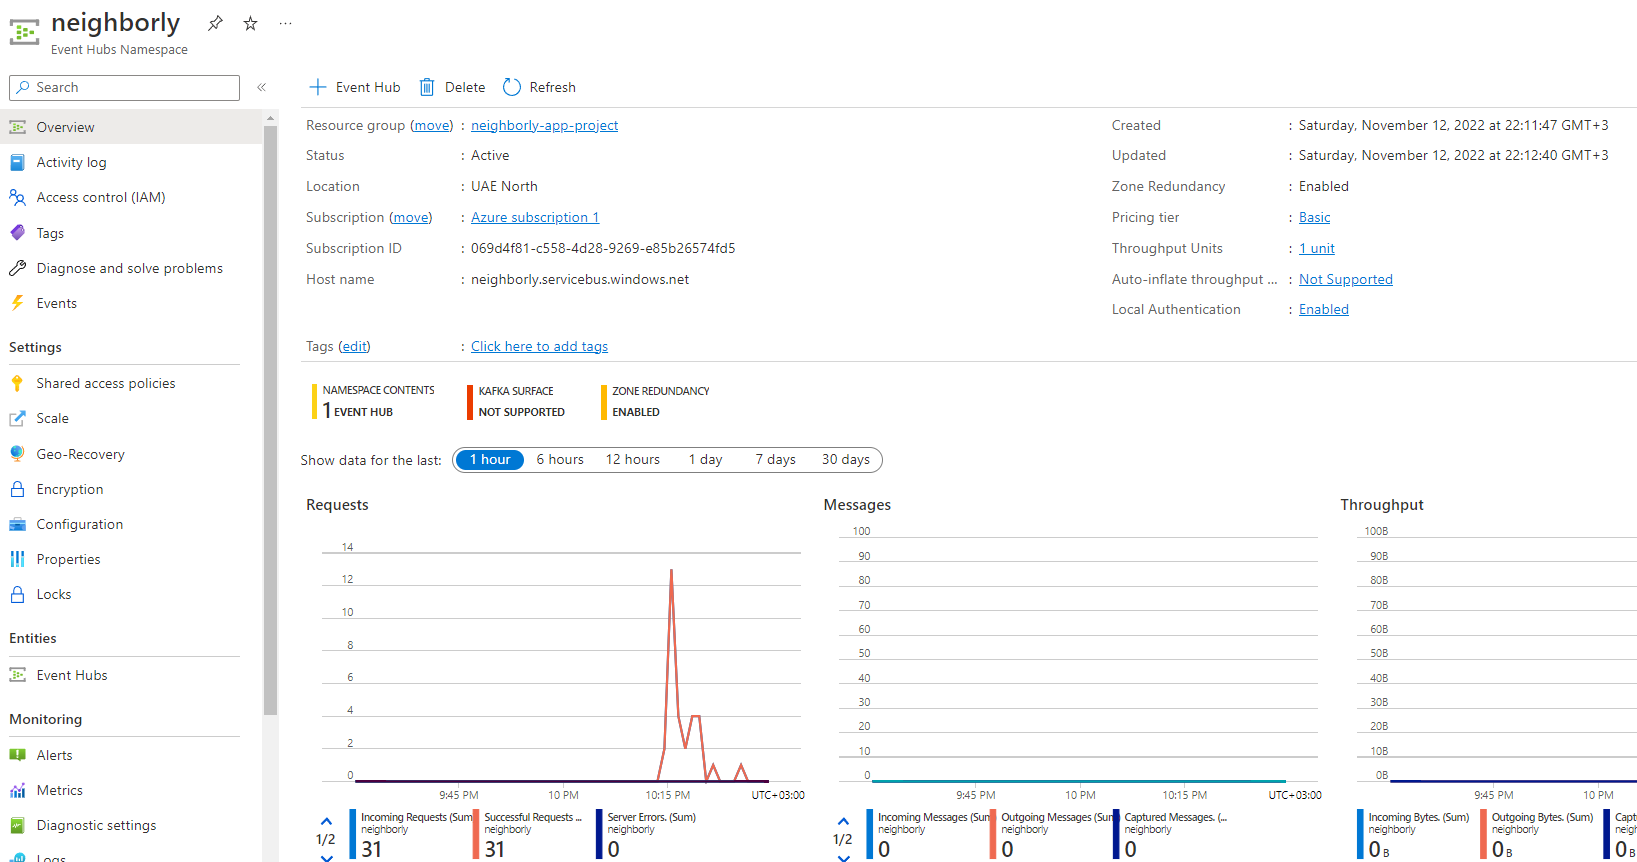 neighborly
Event Hubs Namespace
Search
«
Overview
Activity log
Access control (IAM)
Tags
Diagnose and solve problems
Events
Settings
Shared access policies
Scale
Geo-Recovery
Encryption
Configuration
Properties
Locks
Entities
Event Hubs
Monitoring
Alerts
Metrics
Diagnostic settings
Logs
Event Hub Delete Refresh
Resource group (move) : neighborly-app-project
Status : Active
Location : UAE North
Subscription (move) : Azure subscription 1
Subscription ID : 069d4f81-c558-4d28-9269-e85b26574fd5
Host name : neighborly.servicebus.windows.net
Created : Saturday, November 12, 2022 at 22:11:47 GMT+3
Updated : Saturday, November 12, 2022 at 22:12:40 GMT+3
Zone Redundancy : Enabled
Pricing tier : Basic
Throughput Units : 1 unit
Auto-inflate throughput ... : Not Supported
Local Authentication : Enabled
Tags (edit) : Click here to add tags
NAMESPACE CONTENTS
1 EVENT HUB
KAFKA SURFACE
NOT SUPPORTED
ZONE REDUNDANCY
ENABLED
Show data for the last: 1 hour 6 hours 12 hours 1 day 7 days 30 days
Requests
14
12
10
8
6
4
2
0
9:45 PM 10 PM 10:15 PM UTC+03:00
1/2
Incoming Requests (Sum
neighborly
31
Successful Requests ...
neighborly
31
Server Errors. (Sum)
neighborly
0
Messages
100
90
80
70
60
50
40
30
20
10
0
9:45 PM 10 PM 10:15 PM UTC+03:00
1/2
Incoming Messages (Sum
neighborly
0
Outgoing Messages (Sum
neighborly
0
Captured Messages. (...
neighborly
0
Throughput
100B
90B
80B
70B
60B
50B
40B
30B
20B
10B
0B
9:45 PM 10 PM
Incoming Bytes. (Sum)
neighborly
0 B
Outgoing Bytes. (Sum)
neighborly
0 B
Capt
neigh
0 B